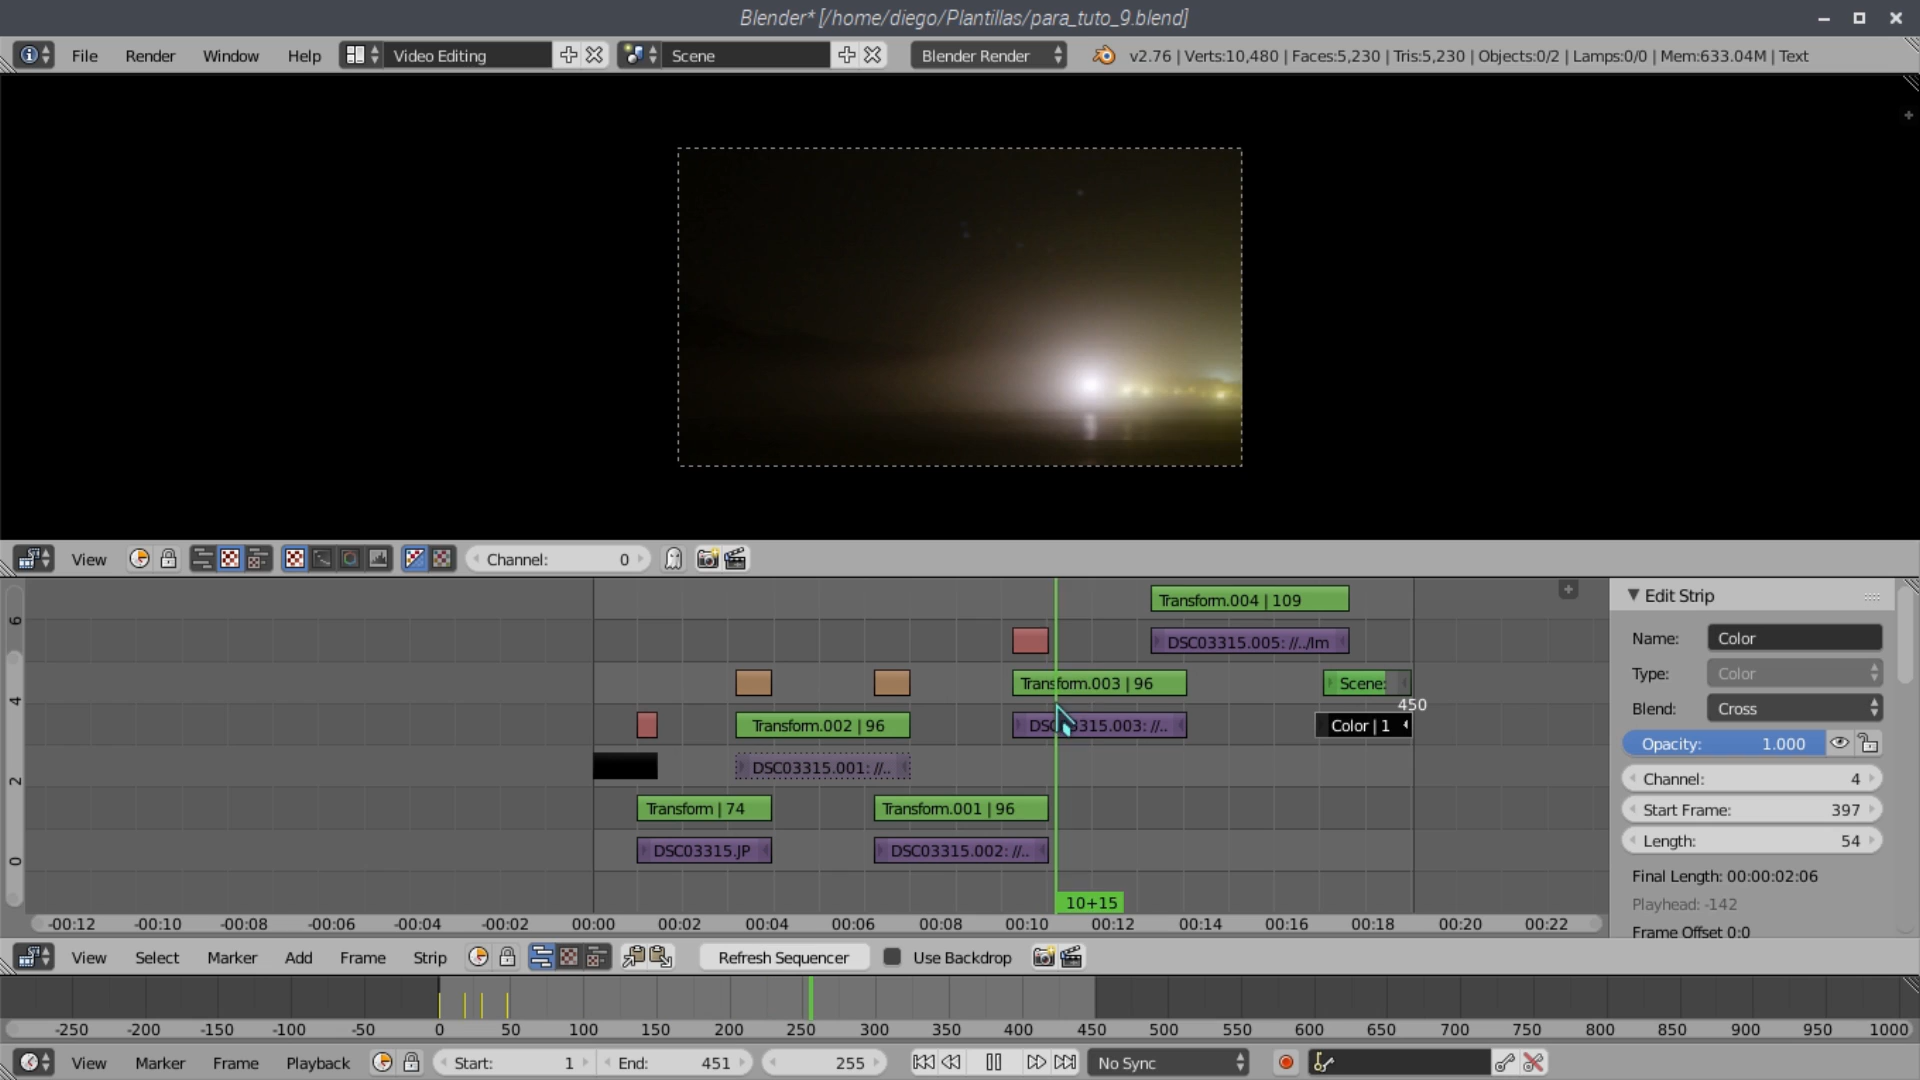 Blender* [/home/diego/Plantillas/para_tuto_9.blend]
File Render Window Help Video Editing Scene Blender Render v2.76 | Verts:10,480 | Faces:5,230 | Tris:5,230 | Objects:0/2 | Lamps:0/0 | Mem:633.04M | Text
View Channel: 0
Transform.004 | 109
DSC03315.005: //../Im
Transform.003 | 96 Scene:
450
Transform.002 | 96 DSC03315.003: //.. Color | 1
DSC03315.001: //..
Transform | 74 Transform.001 | 96
DSC03315.JP DSC03315.002: //..
6
4
2
0
10+15
-00:12 -00:10 -00:08 -00:06 -00:04 -00:02 00:00 00:02 00:04 00:06 00:08 00:10 00:12 00:14 00:16 00:18 00:20 00:22
Edit Strip
Name: Color
Type: Color
Blend: Cross
Opacity: 1.000
Channel: 4
Start Frame: 397
Length: 54
Final Length: 00:00:02:06
Playhead: -142
Frame Offset 0:0
View Select Marker Add Frame Strip Refresh Sequencer Use Backdrop
-250 -200 -150 -100 -50 0 50 100 150 200 250 300 350 400 450 500 550 600 650 700 750 800 850 900 950 1000
View Marker Frame Playback Start: 1 End: 451 255 No Sync